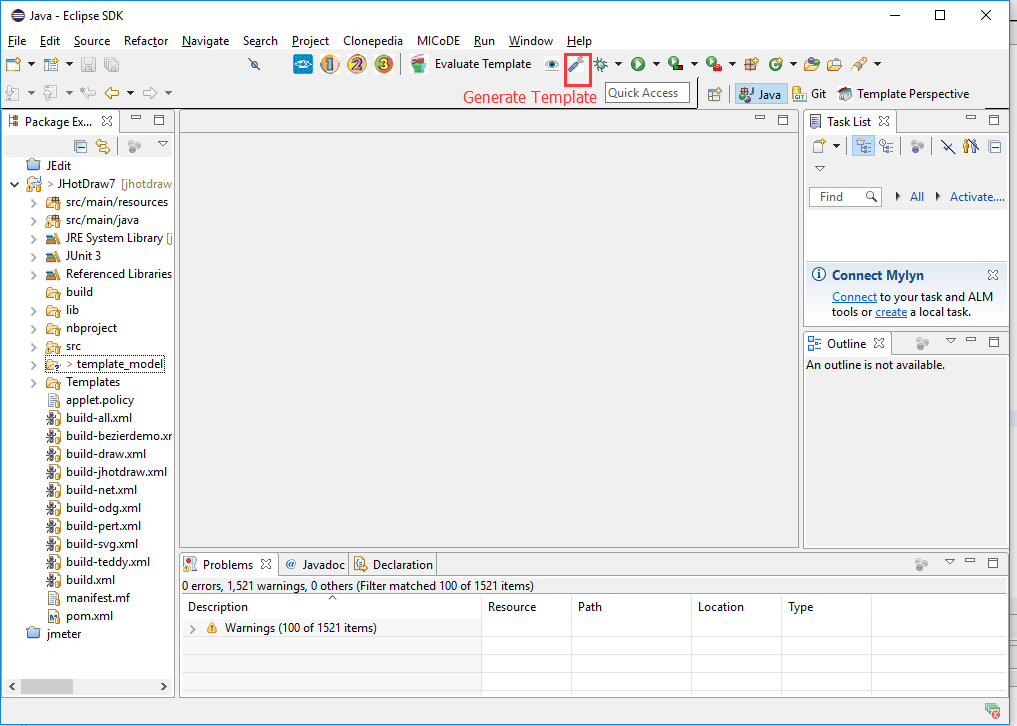 Java - Eclipse SDK
File Edit Source Refactor Navigate Search Project Clonepedia MICoDE Run Window Help
1 2 3 Evaluate Template
Generate Template Quick Access Java Git Template Perspective
Package Ex...
JEdit
> JHotDraw7 [jhotdraw
src/main/resources
src/main/java
JRE System Library [j
JUnit 3
Referenced Libraries
build
lib
nbproject
src
> template_model
Templates
applet.policy
build-all.xml
build-bezierdemo.xr
build-draw.xml
build-jhotdraw.xml
build-net.xml
build-odg.xml
build-pert.xml
build-svg.xml
build-teddy.xml
build.xml
manifest.mf
pom.xml
jmeter
Task List
Find All Activate....
Connect Mylyn
Connect to your task and ALM
tools or create a local task.
Outline
An outline is not available.
Problems @ Javadoc Declaration
0 errors, 1,521 warnings, 0 others (Filter matched 100 of 1521 items)
Description Resource Path Location Type
Warnings (100 of 1521 items)